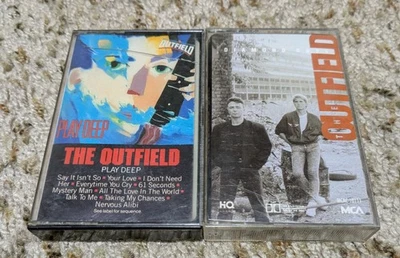 OUTFIELD
PLAY DEEP
THE OUTFIELD
PLAY DEEP
Say It Isn't So • Your Love • I Don't Need
Her • Everytime You Cry • 61 Seconds •
Mystery Man • All The Love In The World •
Talk To Me • Taking My Chances •
Nervous Alibi
See label for sequence
THE
OUTFIELD
HQ
MCA